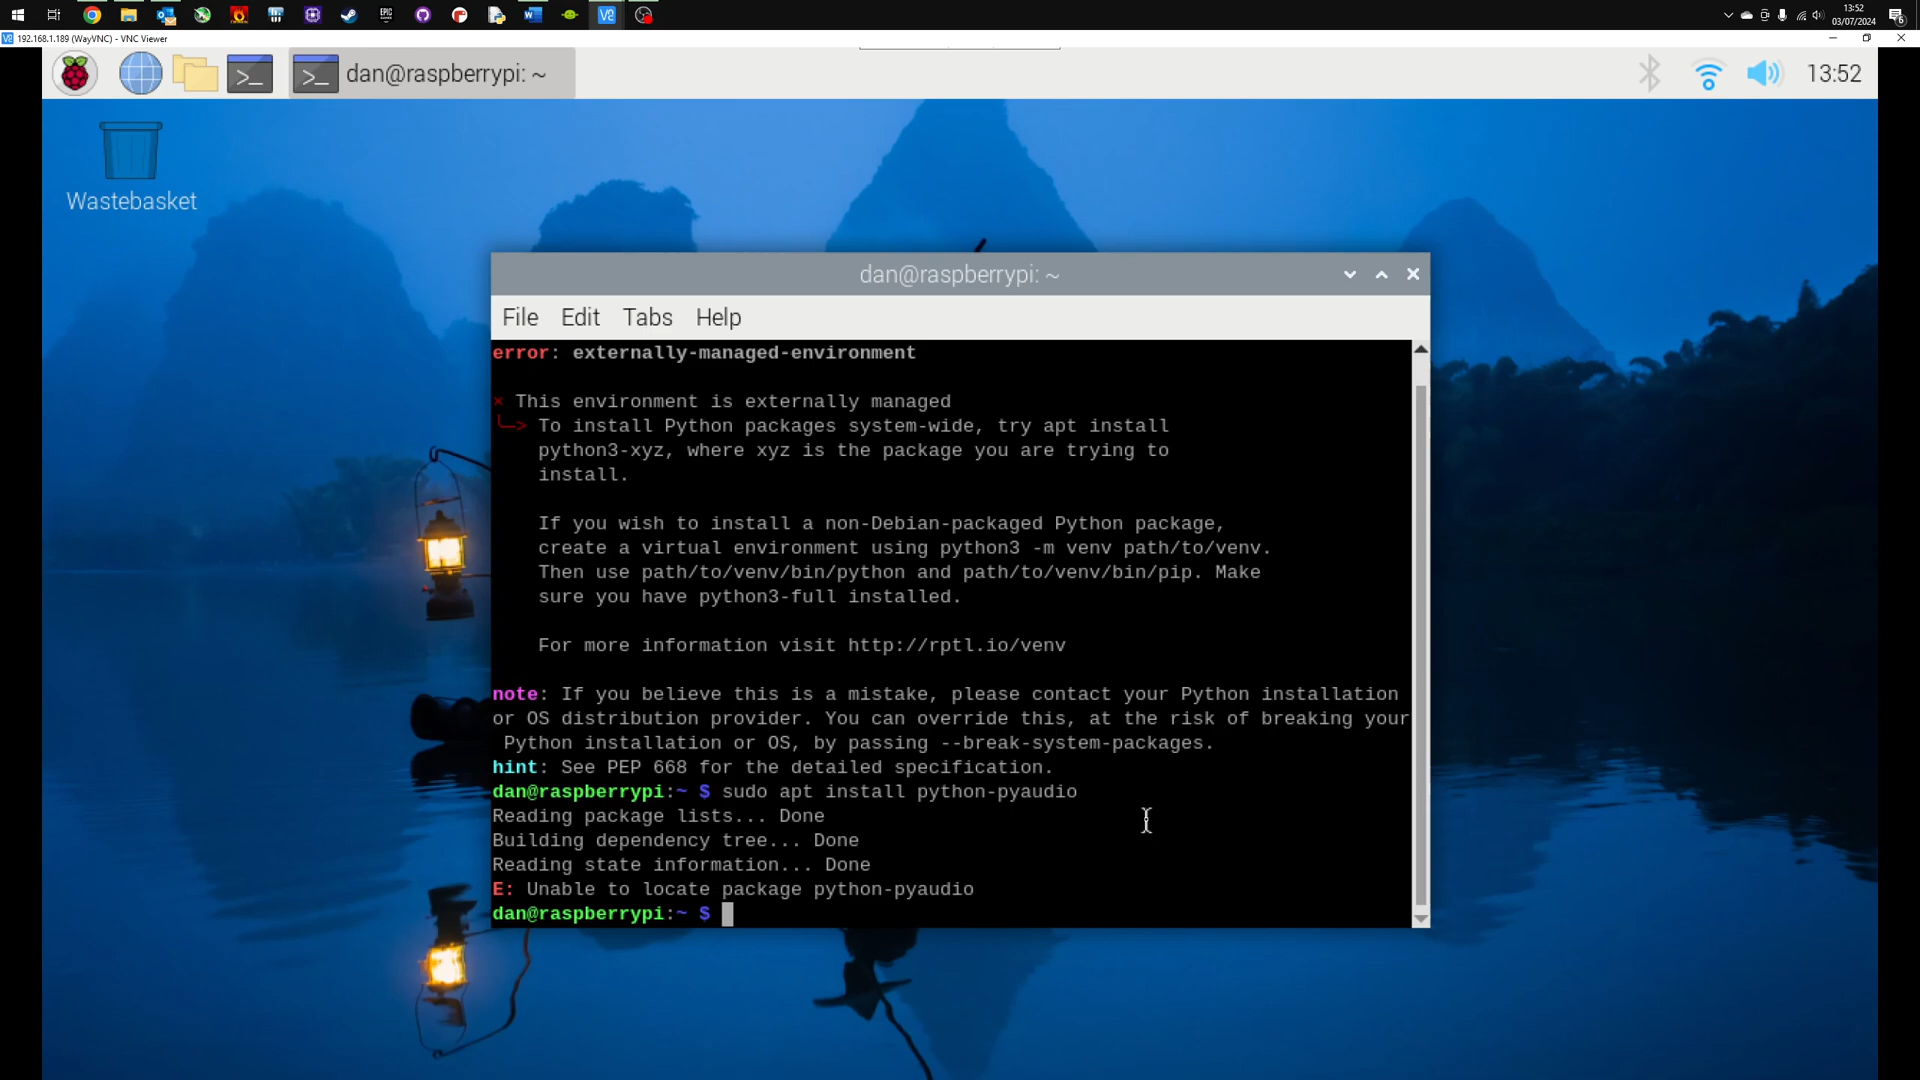 13:52
03/07/2024
192.168.1.189 (WayVNC) - VNC Viewer
dan@raspberrypi: ~
13:52
Wastebasket
dan@raspberrypi: ~
File Edit Tabs Help
error: externally-managed-environment
× This environment is externally managed
╰─> To install Python packages system-wide, try apt install
python3-xyz, where xyz is the package you are trying to
install.
If you wish to install a non-Debian-packaged Python package,
create a virtual environment using python3 -m venv path/to/venv.
Then use path/to/venv/bin/python and path/to/venv/bin/pip. Make
sure you have python3-full installed.
For more information visit http://rptl.io/venv
note: If you believe this is a mistake, please contact your Python installation
or OS distribution provider. You can override this, at the risk of breaking your
Python installation or OS, by passing --break-system-packages.
hint: See PEP 668 for the detailed specification.
dan@raspberrypi:~ $ sudo apt install python-pyaudio
Reading package lists... Done
Building dependency tree... Done
Reading state information... Done
E: Unable to locate package python-pyaudio
dan@raspberrypi:~ $